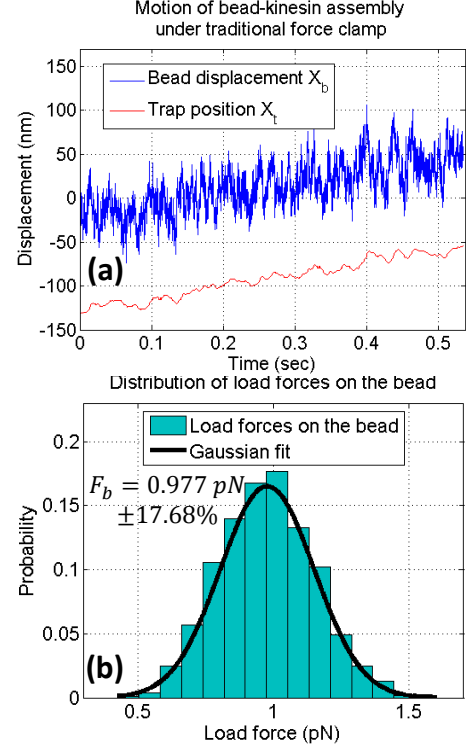 Motion of bead-kinesin assembly
under traditional force clamp
Displacement (nm)
150
100
50
0
-50
-100
-150
Bead displacement X_b
Trap position X_t
(a)
0 0.1 0.2 0.3 0.4 0.5
Time (sec)
Distribution of load forces on the bead
Probability
0.2
0.15
0.1
0.05
0
Load forces on the bead
Gaussian fit
F_b = 0.977 pN
±17.68%
(b)
0.5 1 1.5
Load force (pN)